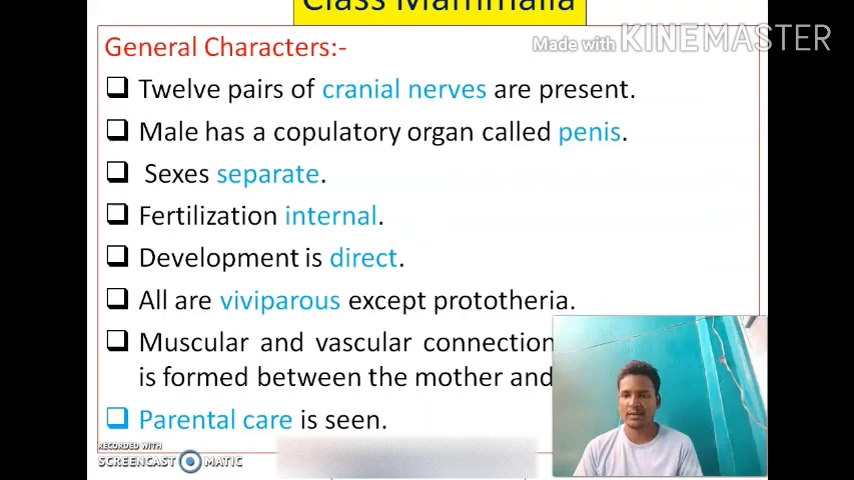 Class Mammalia
Made with KINEMASTER
General Characters:-
❑ Twelve pairs of cranial nerves are present.
❑ Male has a copulatory organ called penis.
❑ Sexes separate.
❑ Fertilization internal.
❑ Development is direct.
❑ All are viviparous except prototheria.
❑ Muscular and vascular connection
is formed between the mother and
❑ Parental care is seen.
RECORDED WITH
SCREENCAST MATIC